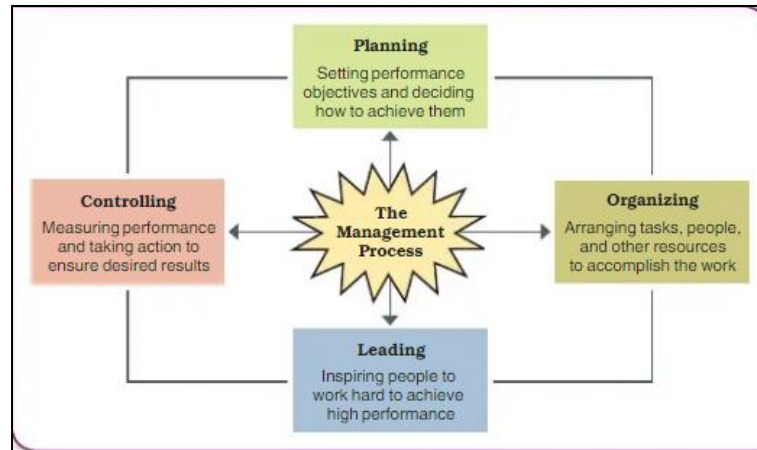 Planning
Setting performance
objectives and deciding
how to achieve them
Controlling
Measuring performance
and taking action to
ensure desired results
The
Management
Process
Organizing
Arranging tasks, people,
and other resources
to accomplish the work
Leading
Inspiring people to
work hard to achieve
high performance